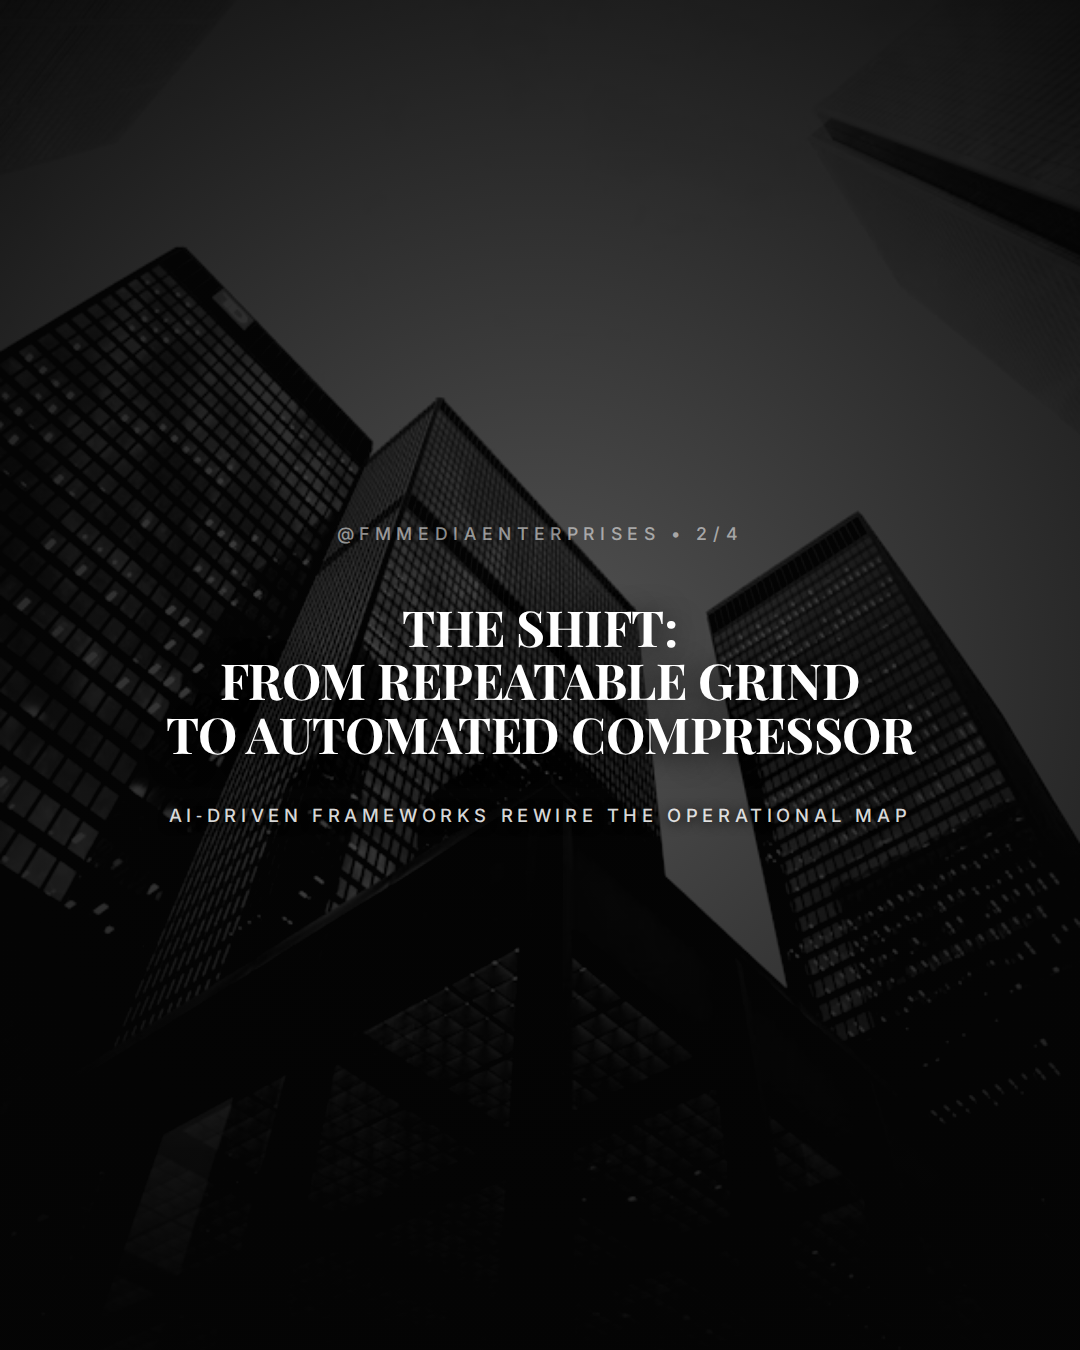 @FMMEDIAENTERPRISES • 2/4
THE SHIFT:
FROM REPEATABLE GRIND
TO AUTOMATED COMPRESSOR
AI-DRIVEN FRAMEWORKS REWIRE THE OPERATIONAL MAP